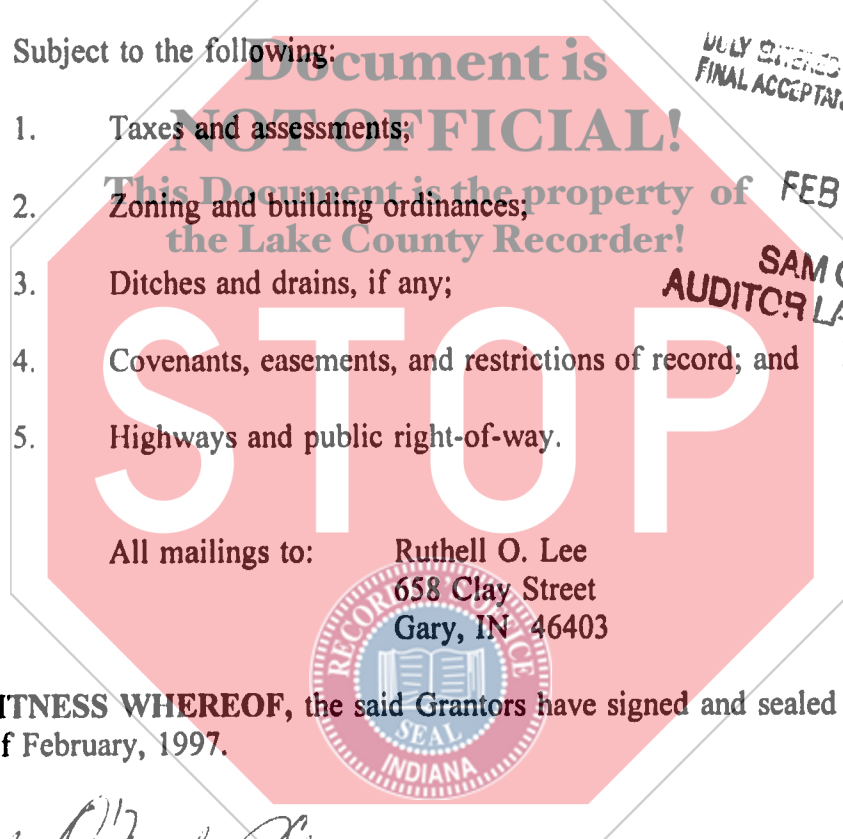 Subject to the following:
Document is
DULY ENTERED
FINAL ACCEPTAN
1. Taxes and assessments;
NOT OFFICIAL!
This Document is the property of
FEB
2. Zoning and building ordinances;
the Lake County Recorder!
SAM
3. Ditches and drains, if any;
AUDITOR LA
4. Covenants, easements, and restrictions of record; and
5. Highways and public right-of-way.
STOP
All mailings to: Ruthell O. Lee
658 Clay Street
Gary, IN 46403
RECORDER'S OFFICE
SEAL
INDIANA
ITNESS WHEREOF, the said Grantors have signed and sealed
f February, 1997.